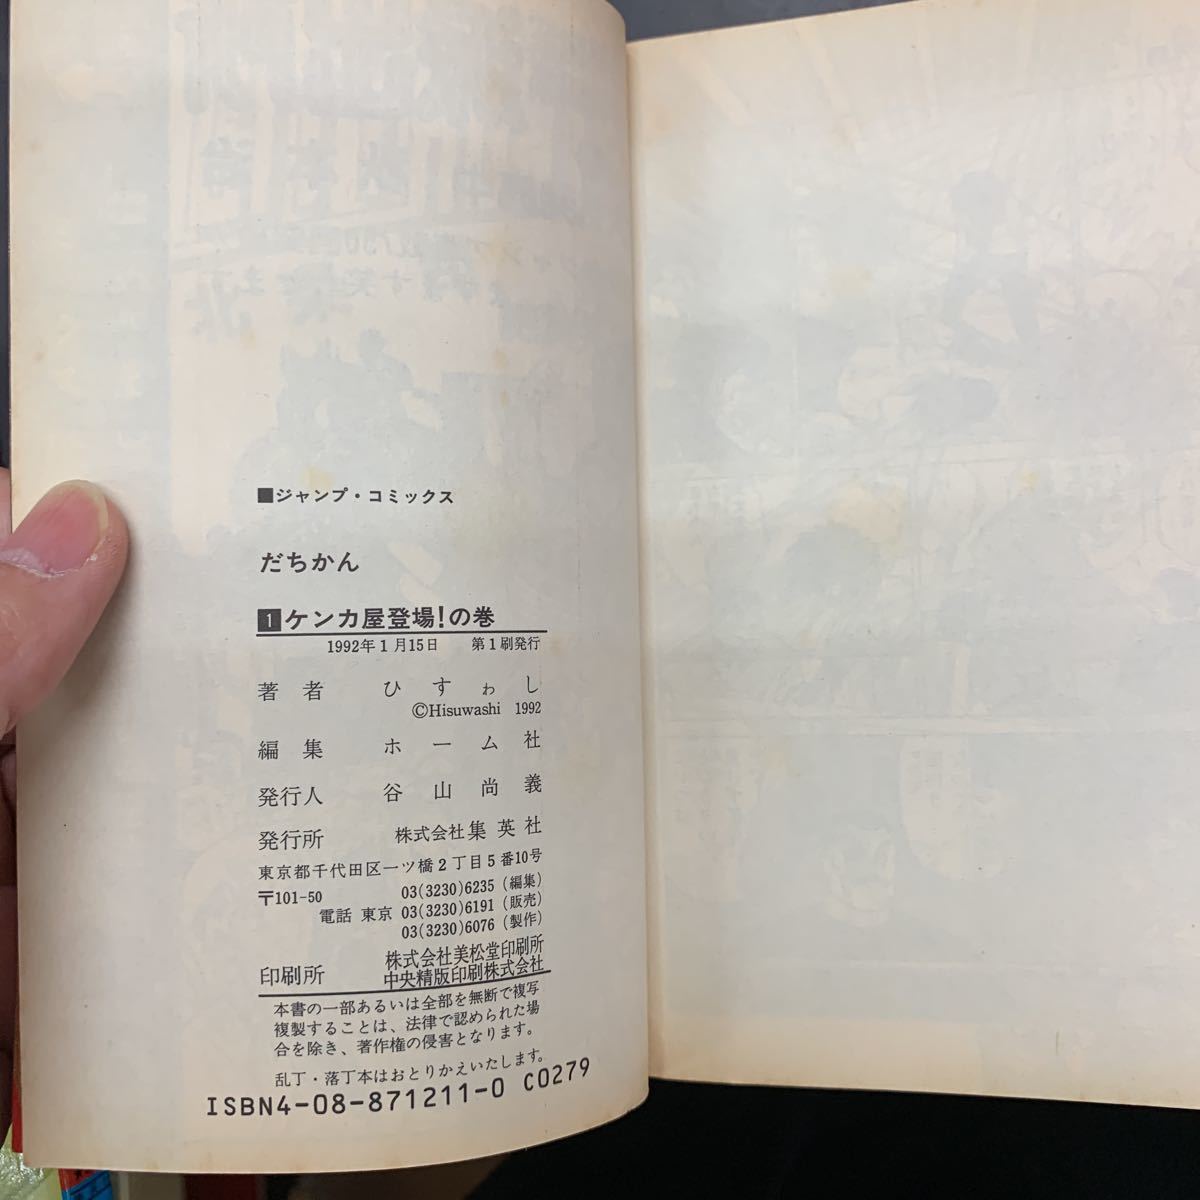 ■ジャンプ・コミックス
だちかん
1ケンカ屋登場!の巻
1992年1月15日 第1刷発行
著者 ひすゎし
©Hisuwashi 1992
編集 ホーム社
発行人 谷山尚義
発行所 株式会社集英社
東京都千代田区一ツ橋2丁目5番10号
〒101-50
03(3230)6235(編集)
電話 東京 03(3230)6191(販売)
03(3230)6076(製作)
株式会社美松堂印刷所
印刷所 中央精版印刷株式会社
本書の一部あるいは全部を無断で複写
複製することは、法律で認められた場
合を除き、著作権の侵害となります。
乱丁・落丁本はおとりかえいたします。
ISBN4-08-871211-0 C0279